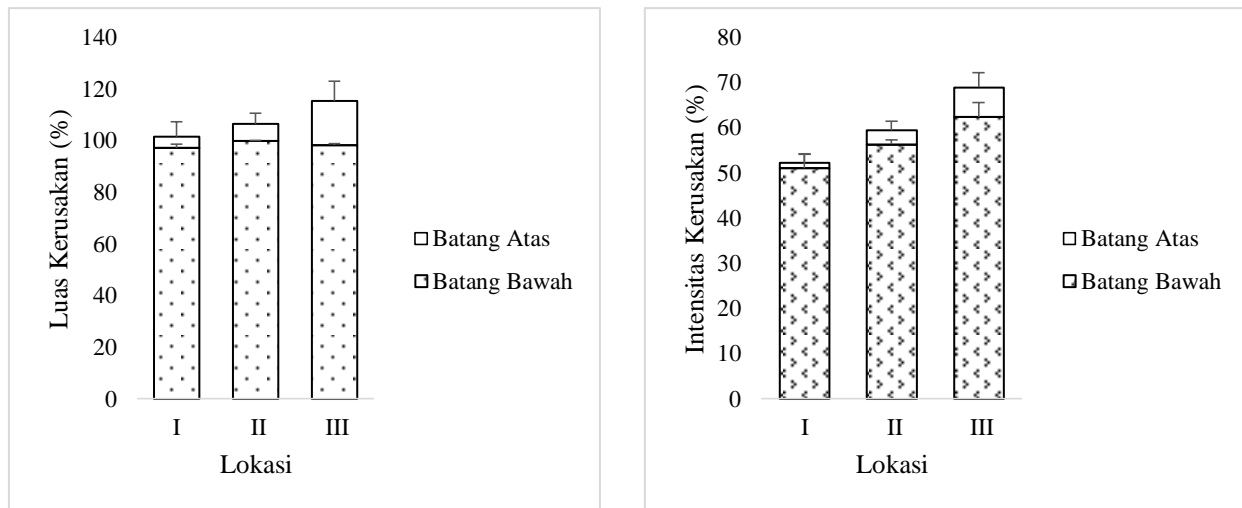 140
120
100
80
60
40
20
0
Luas Kerusakan (%)
I II III
Lokasi
Batang Atas
Batang Bawah
80
70
60
50
40
30
20
10
0
Intensitas Kerusakan (%)
I II III
Lokasi
Batang Atas
Batang Bawah